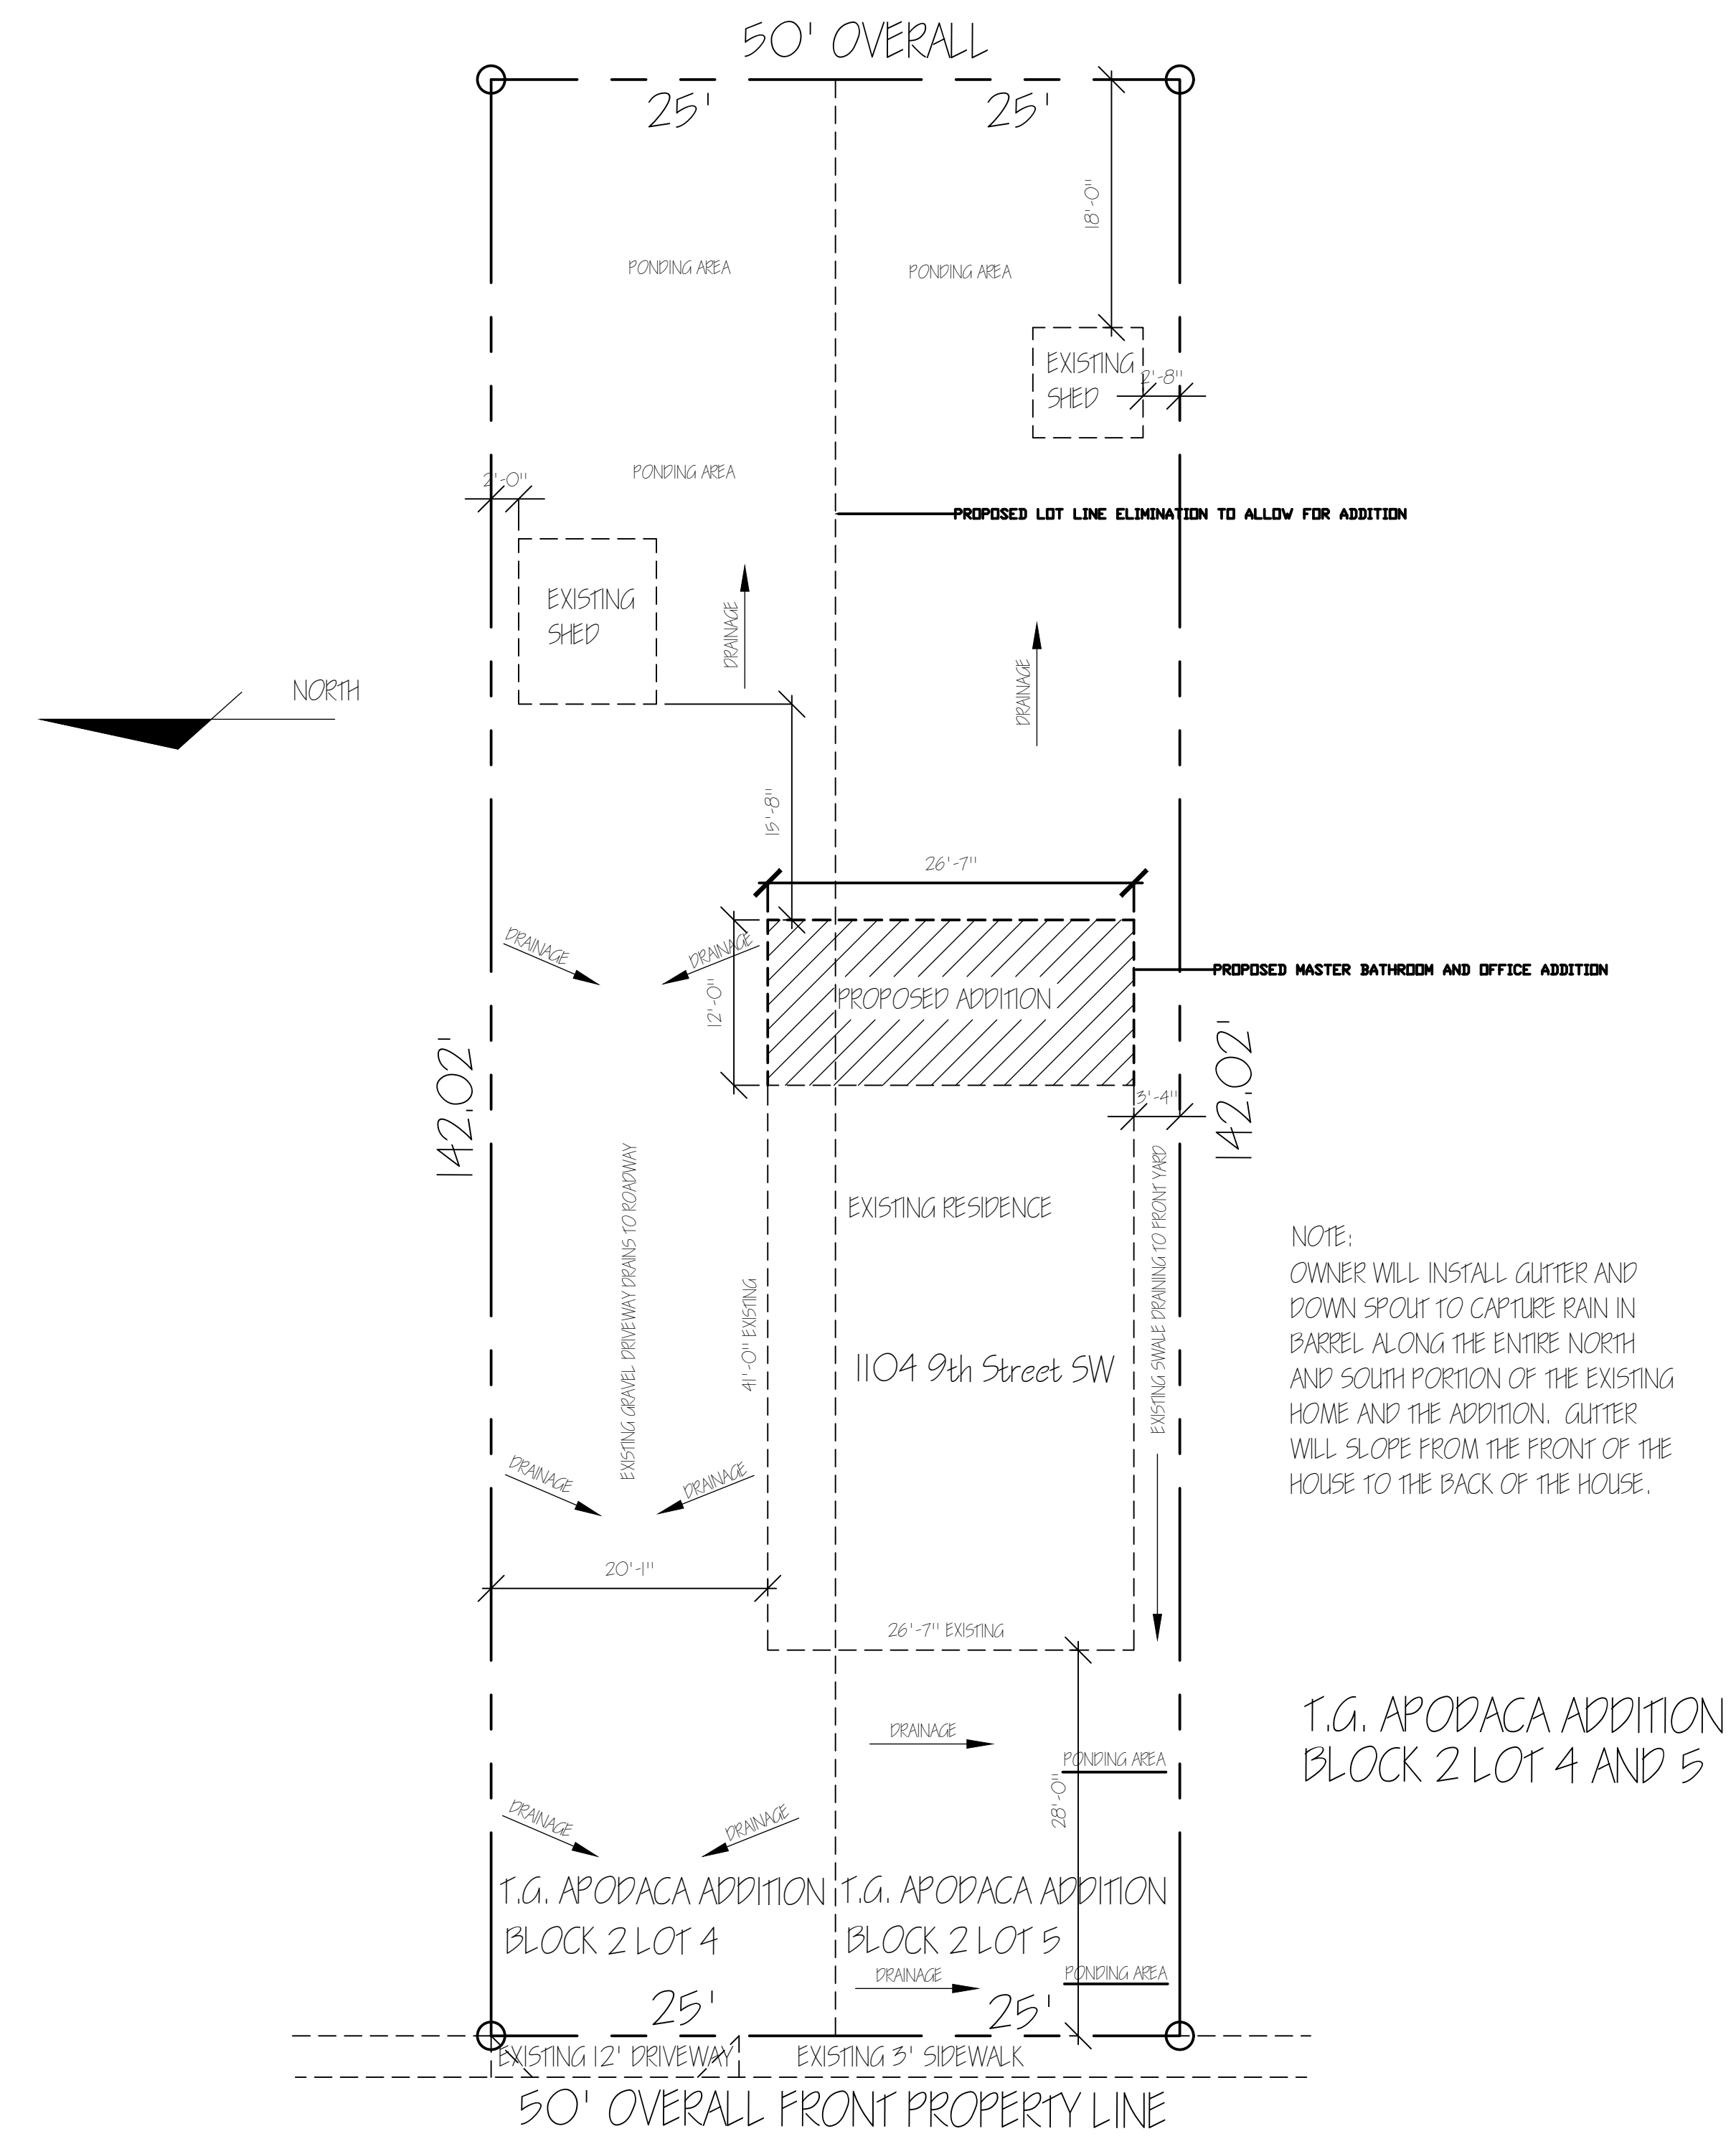 50' OVERALL
25'
25'
18'-0"
PONDING AREA
PONDING AREA
EXISTING
SHED
2'-8"
PONDING AREA
2'-0"
PROPOSED LOT LINE ELIMINATION TO ALLOW FOR ADDITION
EXISTING
SHED
DRAINAGE
DRAINAGE
NORTH
15'-8"
26'-7"
DRAINAGE
DRAINAGE
PROPOSED MASTER BATHROOM AND OFFICE ADDITION
12'-0"
PROPOSED ADDITION
142.02'
142.02'
3'-4"
EXISTING GRAVEL DRIVEWAY DRAINS TO ROADWAY
EXISTING SWALE DRAINING TO FRONT YARD
EXISTING RESIDENCE
41'-0" EXISTING
1104 9th Street SW
NOTE:
OWNER WILL INSTALL GUTTER AND
DOWN SPOUT TO CAPTURE RAIN IN
BARREL ALONG THE ENTIRE NORTH
AND SOUTH PORTION OF THE EXISTING
HOME AND THE ADDITION. GUTTER
WILL SLOPE FROM THE FRONT OF THE
HOUSE TO THE BACK OF THE HOUSE.
DRAINAGE
DRAINAGE
20'-1"
26'-7" EXISTING
T.G. APODACA ADDITION
BLOCK 2 LOT 4 AND 5
DRAINAGE
PONDING AREA
28'-0"
DRAINAGE
DRAINAGE
T.G. APODACA ADDITION
BLOCK 2 LOT 4
T.G. APODACA ADDITION
BLOCK 2 LOT 5
DRAINAGE
PONDING AREA
25'
25'
EXISTING 12' DRIVEWAY
EXISTING 3' SIDEWALK
50' OVERALL FRONT PROPERTY LINE